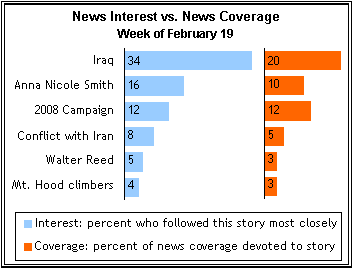 News Interest vs. News Coverage
Week of February 19
Iraq 34 20
Anna Nicole Smith 16 10
2008 Campaign 12 12
Conflict with Iran 8 5
Walter Reed 5 3
Mt. Hood climbers 4 3
Interest: percent who followed this story most closely
Coverage: percent of news coverage devoted to story